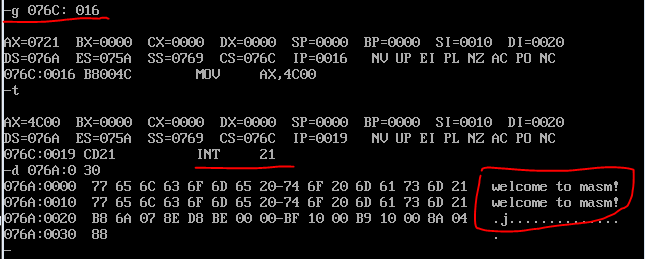 -g 076C: 016
AX=0721 BX=0000 CX=0000 DX=0000 SP=0000 BP=0000 SI=0010 DI=0020
DS=076A ES=075A SS=0769 CS=076C IP=0016 NV UP EI PL NZ AC PO NC
076C:0016 B8004C MOV AX,4C00
-t
AX=4C00 BX=0000 CX=0000 DX=0000 SP=0000 BP=0000 SI=0010 DI=0020
DS=076A ES=075A SS=0769 CS=076C IP=0019 NV UP EI PL NZ AC PO NC
076C:0019 CD21 INT 21
-d 076A:0 30
076A:0000 77 65 6C 63 6F 6D 65 20-74 6F 20 6D 61 73 6D 21 welcome to masm!
076A:0010 77 65 6C 63 6F 6D 65 20-74 6F 20 6D 61 73 6D 21 welcome to masm!
076A:0020 B8 6A 07 8E D8 BE 00 00-BF 10 00 B9 10 00 8A 04 .j..............
076A:0030 88 .
-